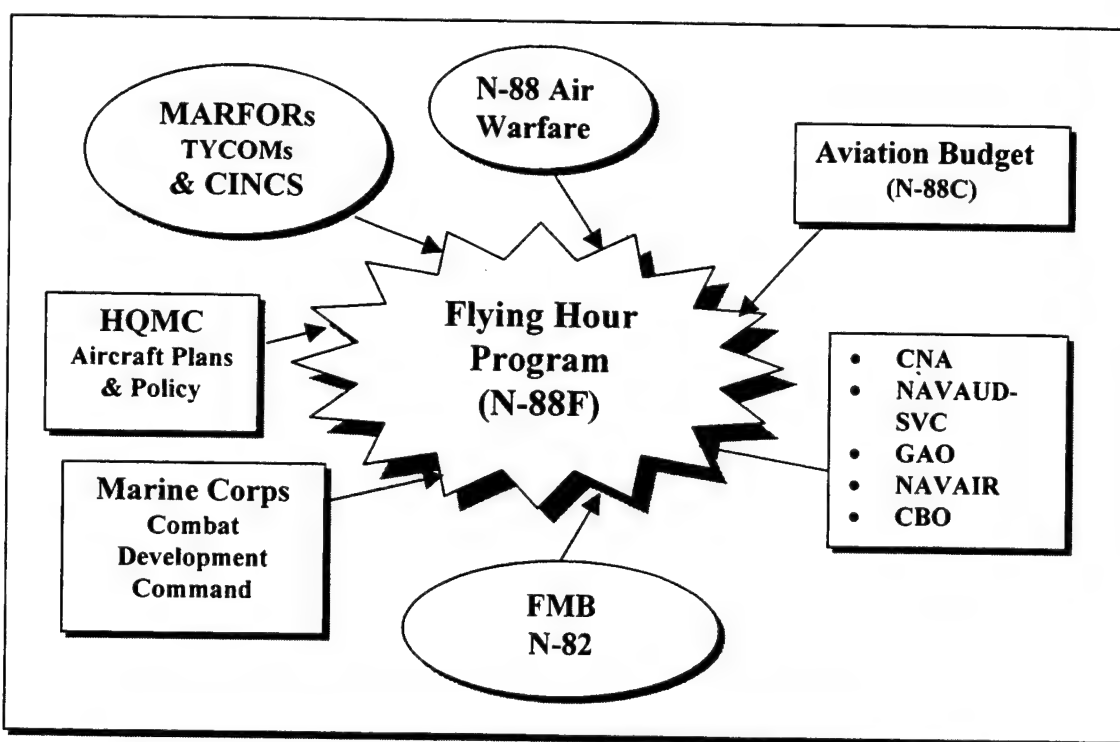 MARFORs
TYCOMs
& CINCS
N-88 Air
Warfare
Aviation Budget
(N-88C)
HQMC
Aircraft Plans
& Policy
Flying Hour
Program
(N-88F)
• CNA
• NAVAUD-
SVC
• GAO
• NAVAIR
• CBO
Marine Corps
Combat
Development
Command
FMB
N-82